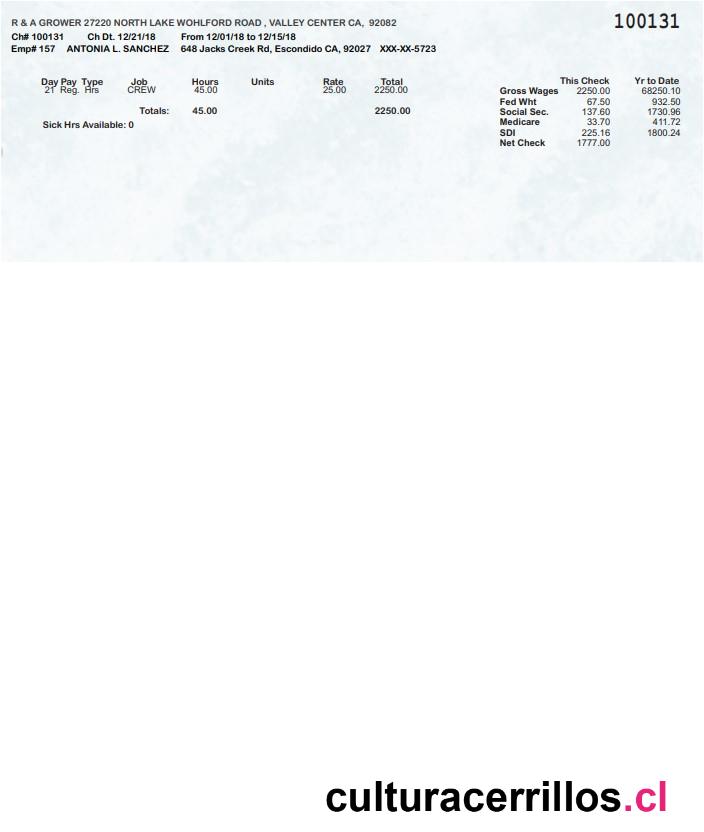 R & A GROWER 27220 NORTH LAKE WOHLFORD ROAD , VALLEY CENTER CA, 92082
100131
Ch# 100131 Ch Dt. 12/21/18 From 12/01/18 to 12/15/18
Emp# 157 ANTONIA L. SANCHEZ 648 Jacks Creek Rd, Escondido CA, 92027 XXX-XX-5723
Day Pay Type Job Hours Units Rate Total
21 Reg. Hrs CREW 45.00 25.00 2250.00
Totals: 45.00 2250.00
Sick Hrs Available: 0
This Check Yr to Date
Gross Wages 2250.00 68250.10
Fed Wht 67.50 932.50
Social Sec. 137.60 1730.96
Medicare 33.70 411.72
SDI 225.16 1800.24
Net Check 1777.00
culturacerrillos.cl